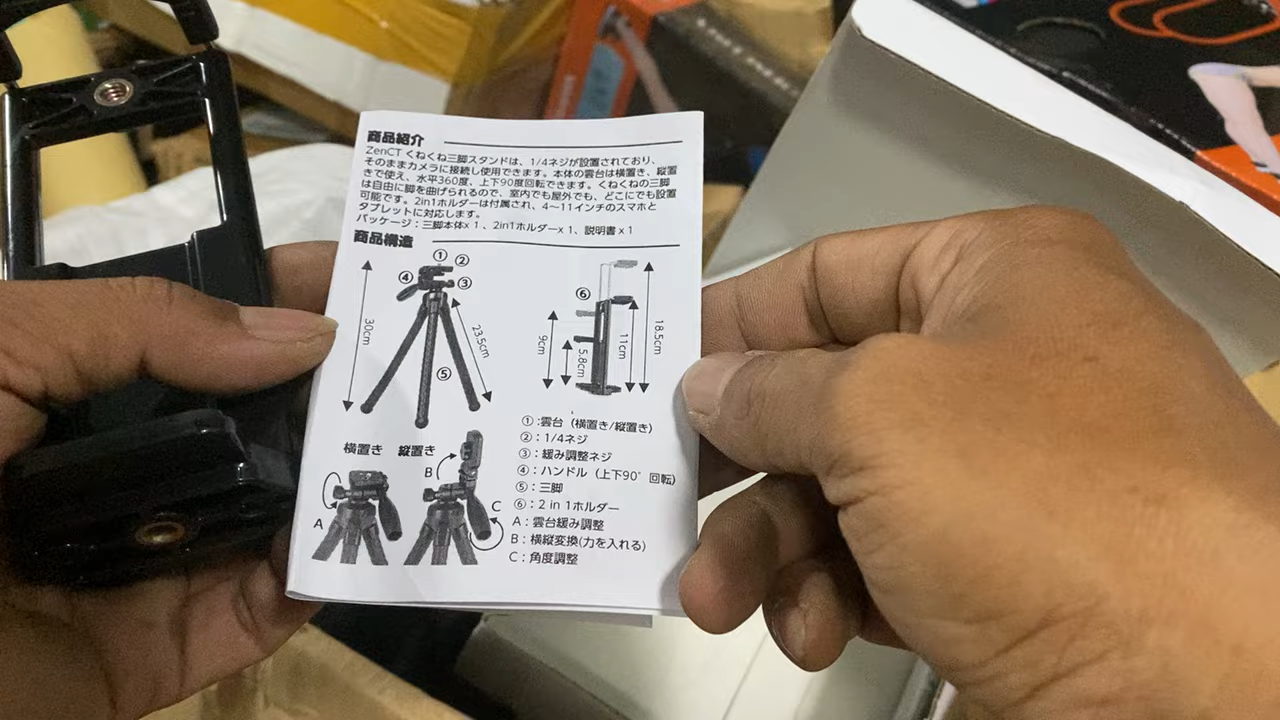 商品紹介
ZenCT くねくね三脚スタンドは、1/4ネジが設置されており、
そのままカメラに接続し使用できます。本体の雲台は横置き、縦置
きで使え、水平360度、上下90度回転できます。くねくねの三脚
は自由に脚を曲げられるので、室内でも屋外でも、どこにでも設置
可能です。2in1ホルダーは付属され、4〜11インチのスマホと
タブレットに対応します。
パッケージ：三脚本体x 1 、2in1ホルダーx 1、説明書 x 1
商品構造
① ②
④ ③
⑥
30cm
23.5cm
⑤
9cm
5.8cm
11cm
18.5cm
横置き 縦置き
A
B
C
①：雲台（横置き/縦置き）
②：1/4ネジ
③：緩み調整ネジ
④：ハンドル（上下90°回転）
⑤：三脚
⑥：2 in 1ホルダー
A：雲台緩み調整
B：横縦変換(力を入れる)
C：角度調整